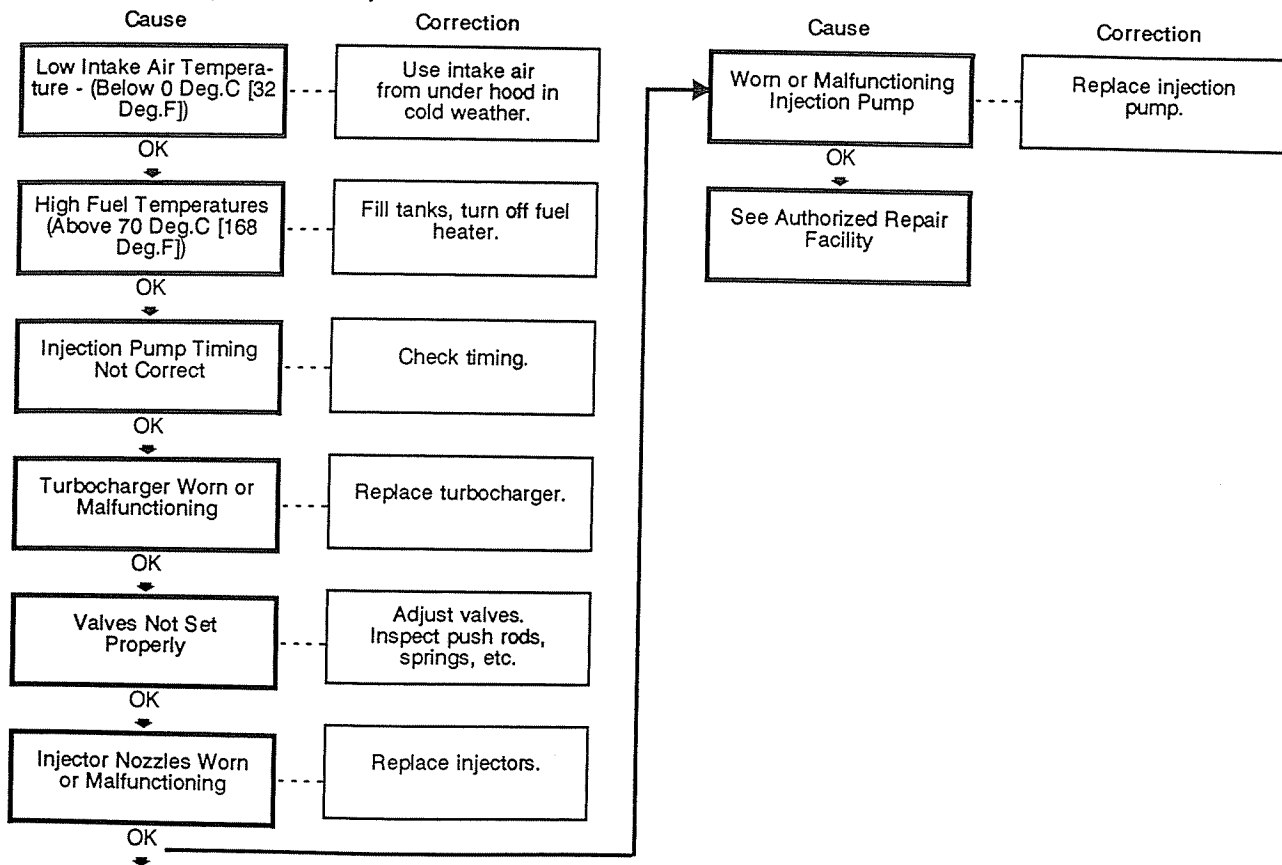 Cause
Correction
Low Intake Air Tempera-
ture - (Below 0 Deg.C [32
Deg.F])
Use intake air
from under hood in
cold weather.
OK
High Fuel Temperatures
(Above 70 Deg.C [168
Deg.F])
Fill tanks, turn off fuel
heater.
OK
Injection Pump Timing
Not Correct
Check timing.
OK
Turbocharger Worn or
Malfunctioning
Replace turbocharger.
OK
Valves Not Set
Properly
Adjust valves.
Inspect push rods,
springs, etc.
OK
Injector Nozzles Worn
or Malfunctioning
Replace injectors.
OK
Cause
Correction
Worn or Malfunctioning
Injection Pump
Replace injection
pump.
OK
See Authorized Repair
Facility